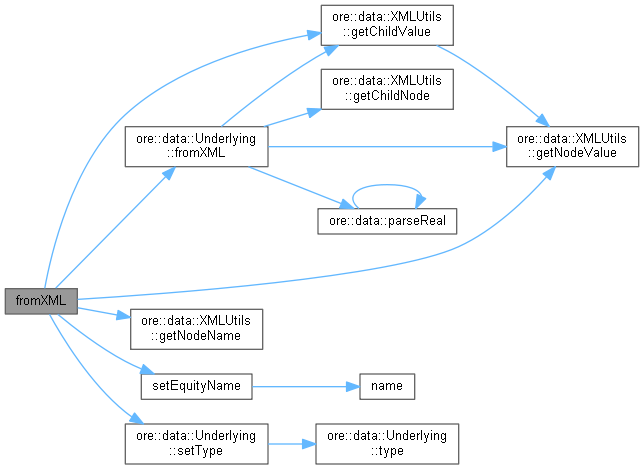 ore::data::XMLUtils
::getChildValue
ore::data::XMLUtils
::getChildNode
ore::data::Underlying
::fromXML
ore::data::XMLUtils
::getNodeValue
ore::data::parseReal
fromXML
ore::data::XMLUtils
::getNodeName
setEquityName
name
ore::data::Underlying
::setType
ore::data::Underlying
::type